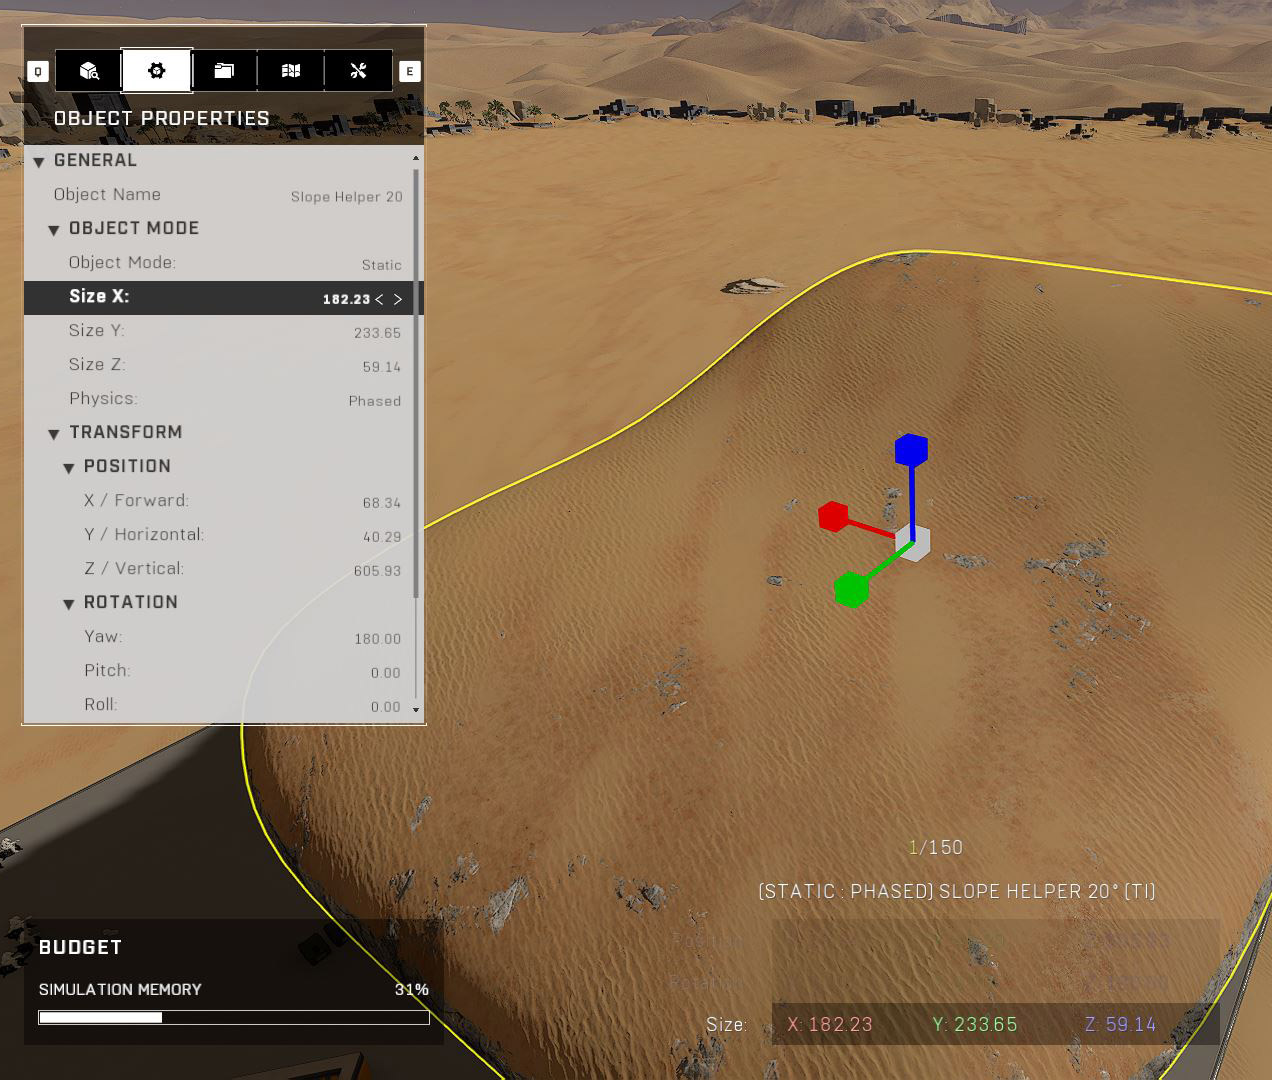 Q
E
OBJECT PROPERTIES
GENERAL
Object Name Slope Helper 20
OBJECT MODE
Object Mode: Static
Size X: 182.23 < >
Size Y: 233.65
Size Z: 59.14
Physics: Phased
TRANSFORM
POSITION
X / Forward: 68.34
Y / Horizontal: 40.29
Z / Vertical: 605.93
ROTATION
Yaw: 180.00
Pitch: 0.00
Roll: 0.00
1/150
(STATIC : PHASED) SLOPE HELPER 20° (TI)
BUDGET
SIMULATION MEMORY 31%
Size: X: 182.23 Y: 233.65 Z: 59.14